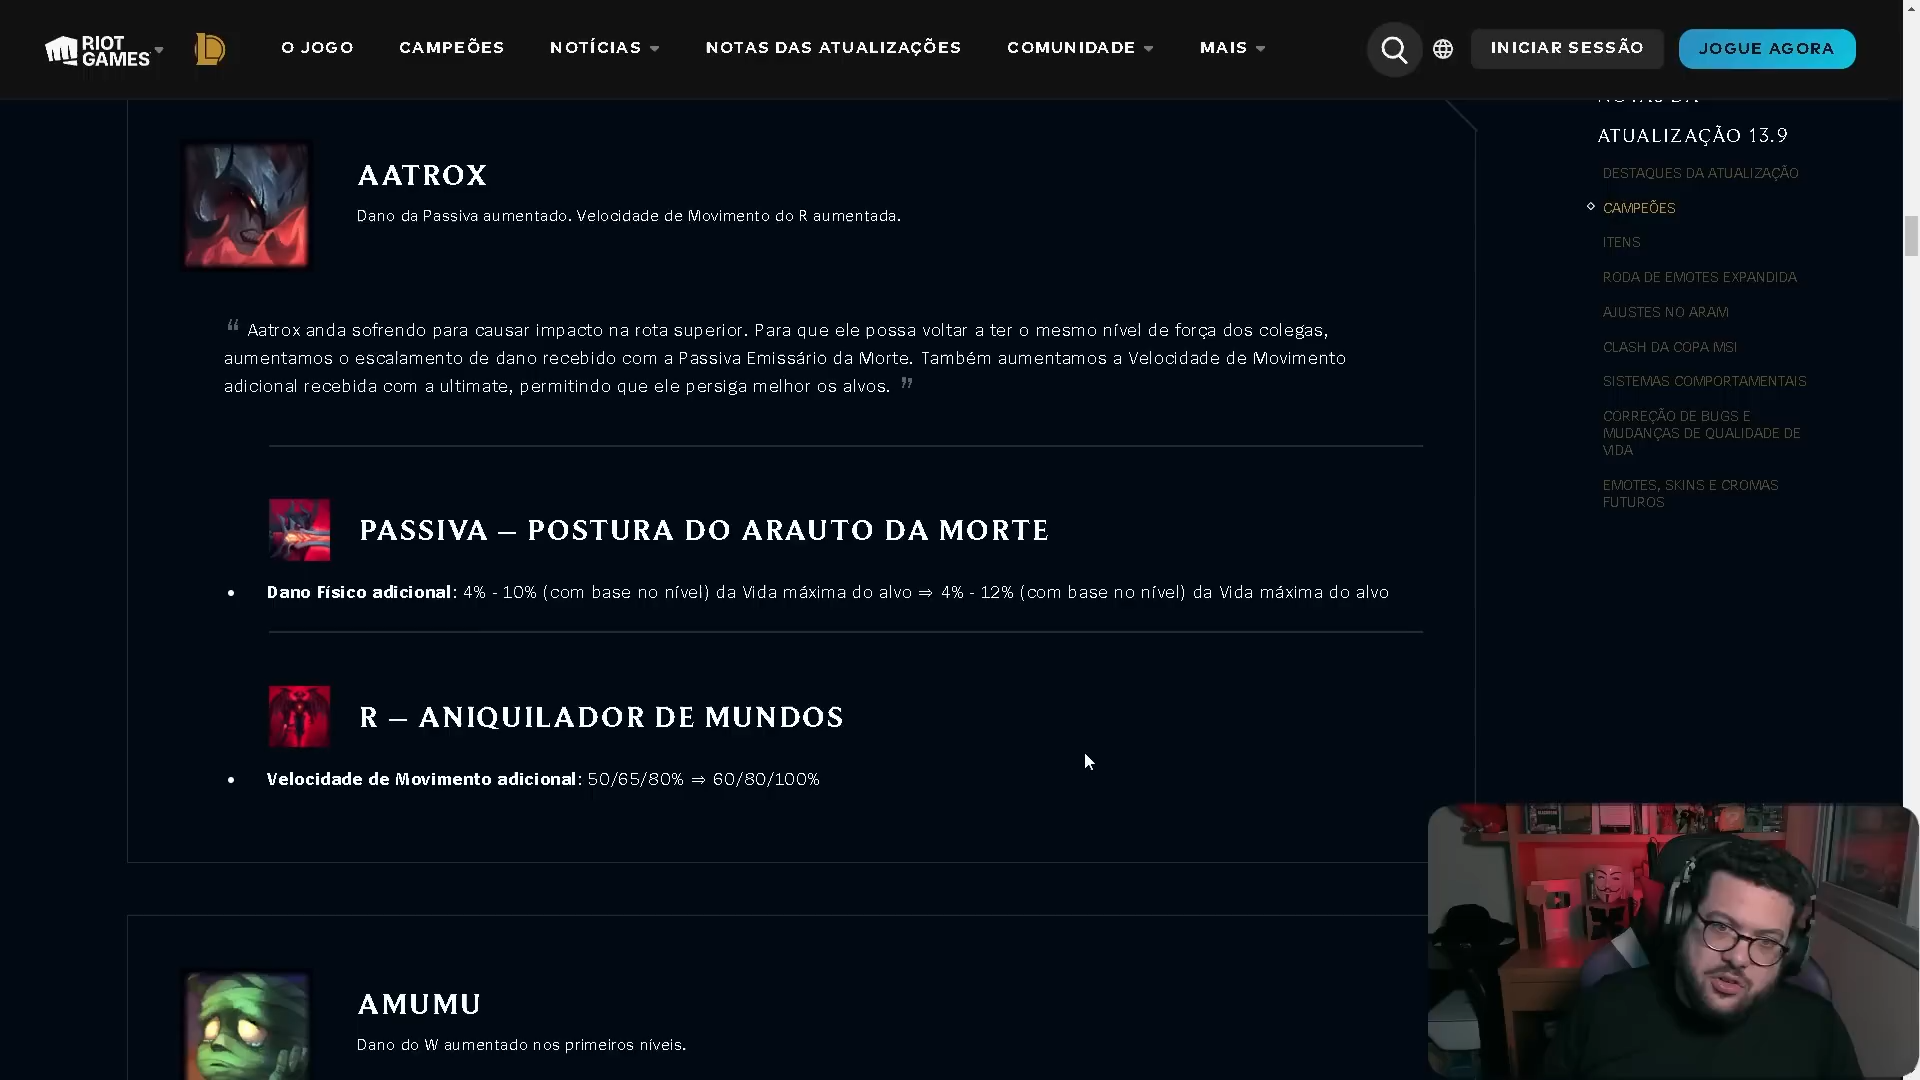 RIOT
GAMES
O JOGO
CAMPEÕES
NOTÍCIAS
NOTAS DAS ATUALIZAÇÕES
COMUNIDADE
MAIS
INICIAR SESSÃO
JOGUE AGORA
AATROX
Dano da Passiva aumentado. Velocidade de Movimento do R aumentada.
“ Aatrox anda sofrendo para causar impacto na rota superior. Para que ele possa voltar a ter o mesmo nível de força dos colegas,
aumentamos o escalamento de dano recebido com a Passiva Emissário da Morte. Também aumentamos a Velocidade de Movimento
adicional recebida com a ultimate, permitindo que ele persiga melhor os alvos. ”
PASSIVA – POSTURA DO ARAUTO DA MORTE
• Dano Físico adicional: 4% - 10% (com base no nível) da Vida máxima do alvo ⇒ 4% - 12% (com base no nível) da Vida máxima do alvo
R – ANIQUILADOR DE MUNDOS
• Velocidade de Movimento adicional: 50/65/80% ⇒ 60/80/100%
AMUMU
Dano do W aumentado nos primeiros níveis.
NOTAS DA
ATUALIZAÇÃO 13.9
DESTAQUES DA ATUALIZAÇÃO
CAMPEÕES
ITENS
RODA DE EMOTES EXPANDIDA
AJUSTES NO ARAM
CLASH DA COPA MSI
SISTEMAS COMPORTAMENTAIS
CORREÇÃO DE BUGS E
MUDANÇAS DE QUALIDADE DE
VIDA
EMOTES, SKINS E CROMAS
FUTUROS